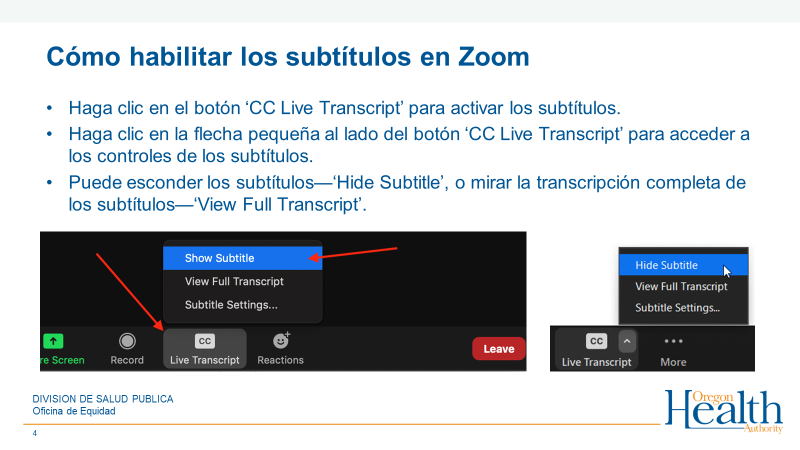 Cómo habilitar los subtítulos en Zoom
• Haga clic en el botón ‘CC Live Transcript’ para activar los subtítulos.
• Haga clic en la flecha pequeña al lado del botón ‘CC Live Transcript’ para acceder a
los controles de los subtítulos.
• Puede esconder los subtítulos—‘Hide Subtitle’, o mirar la transcripción completa de
los subtítulos—‘View Full Transcript’.
Show Subtitle
View Full Transcript
Subtitle Settings...
re Screen
Record
CC
Live Transcript
Reactions
Leave
Hide Subtitle
View Full Transcript
Subtitle Settings...
CC
Live Transcript
More
DIVISION DE SALUD PUBLICA
Oficina de Equidad
4
Oregon
Health
Authority